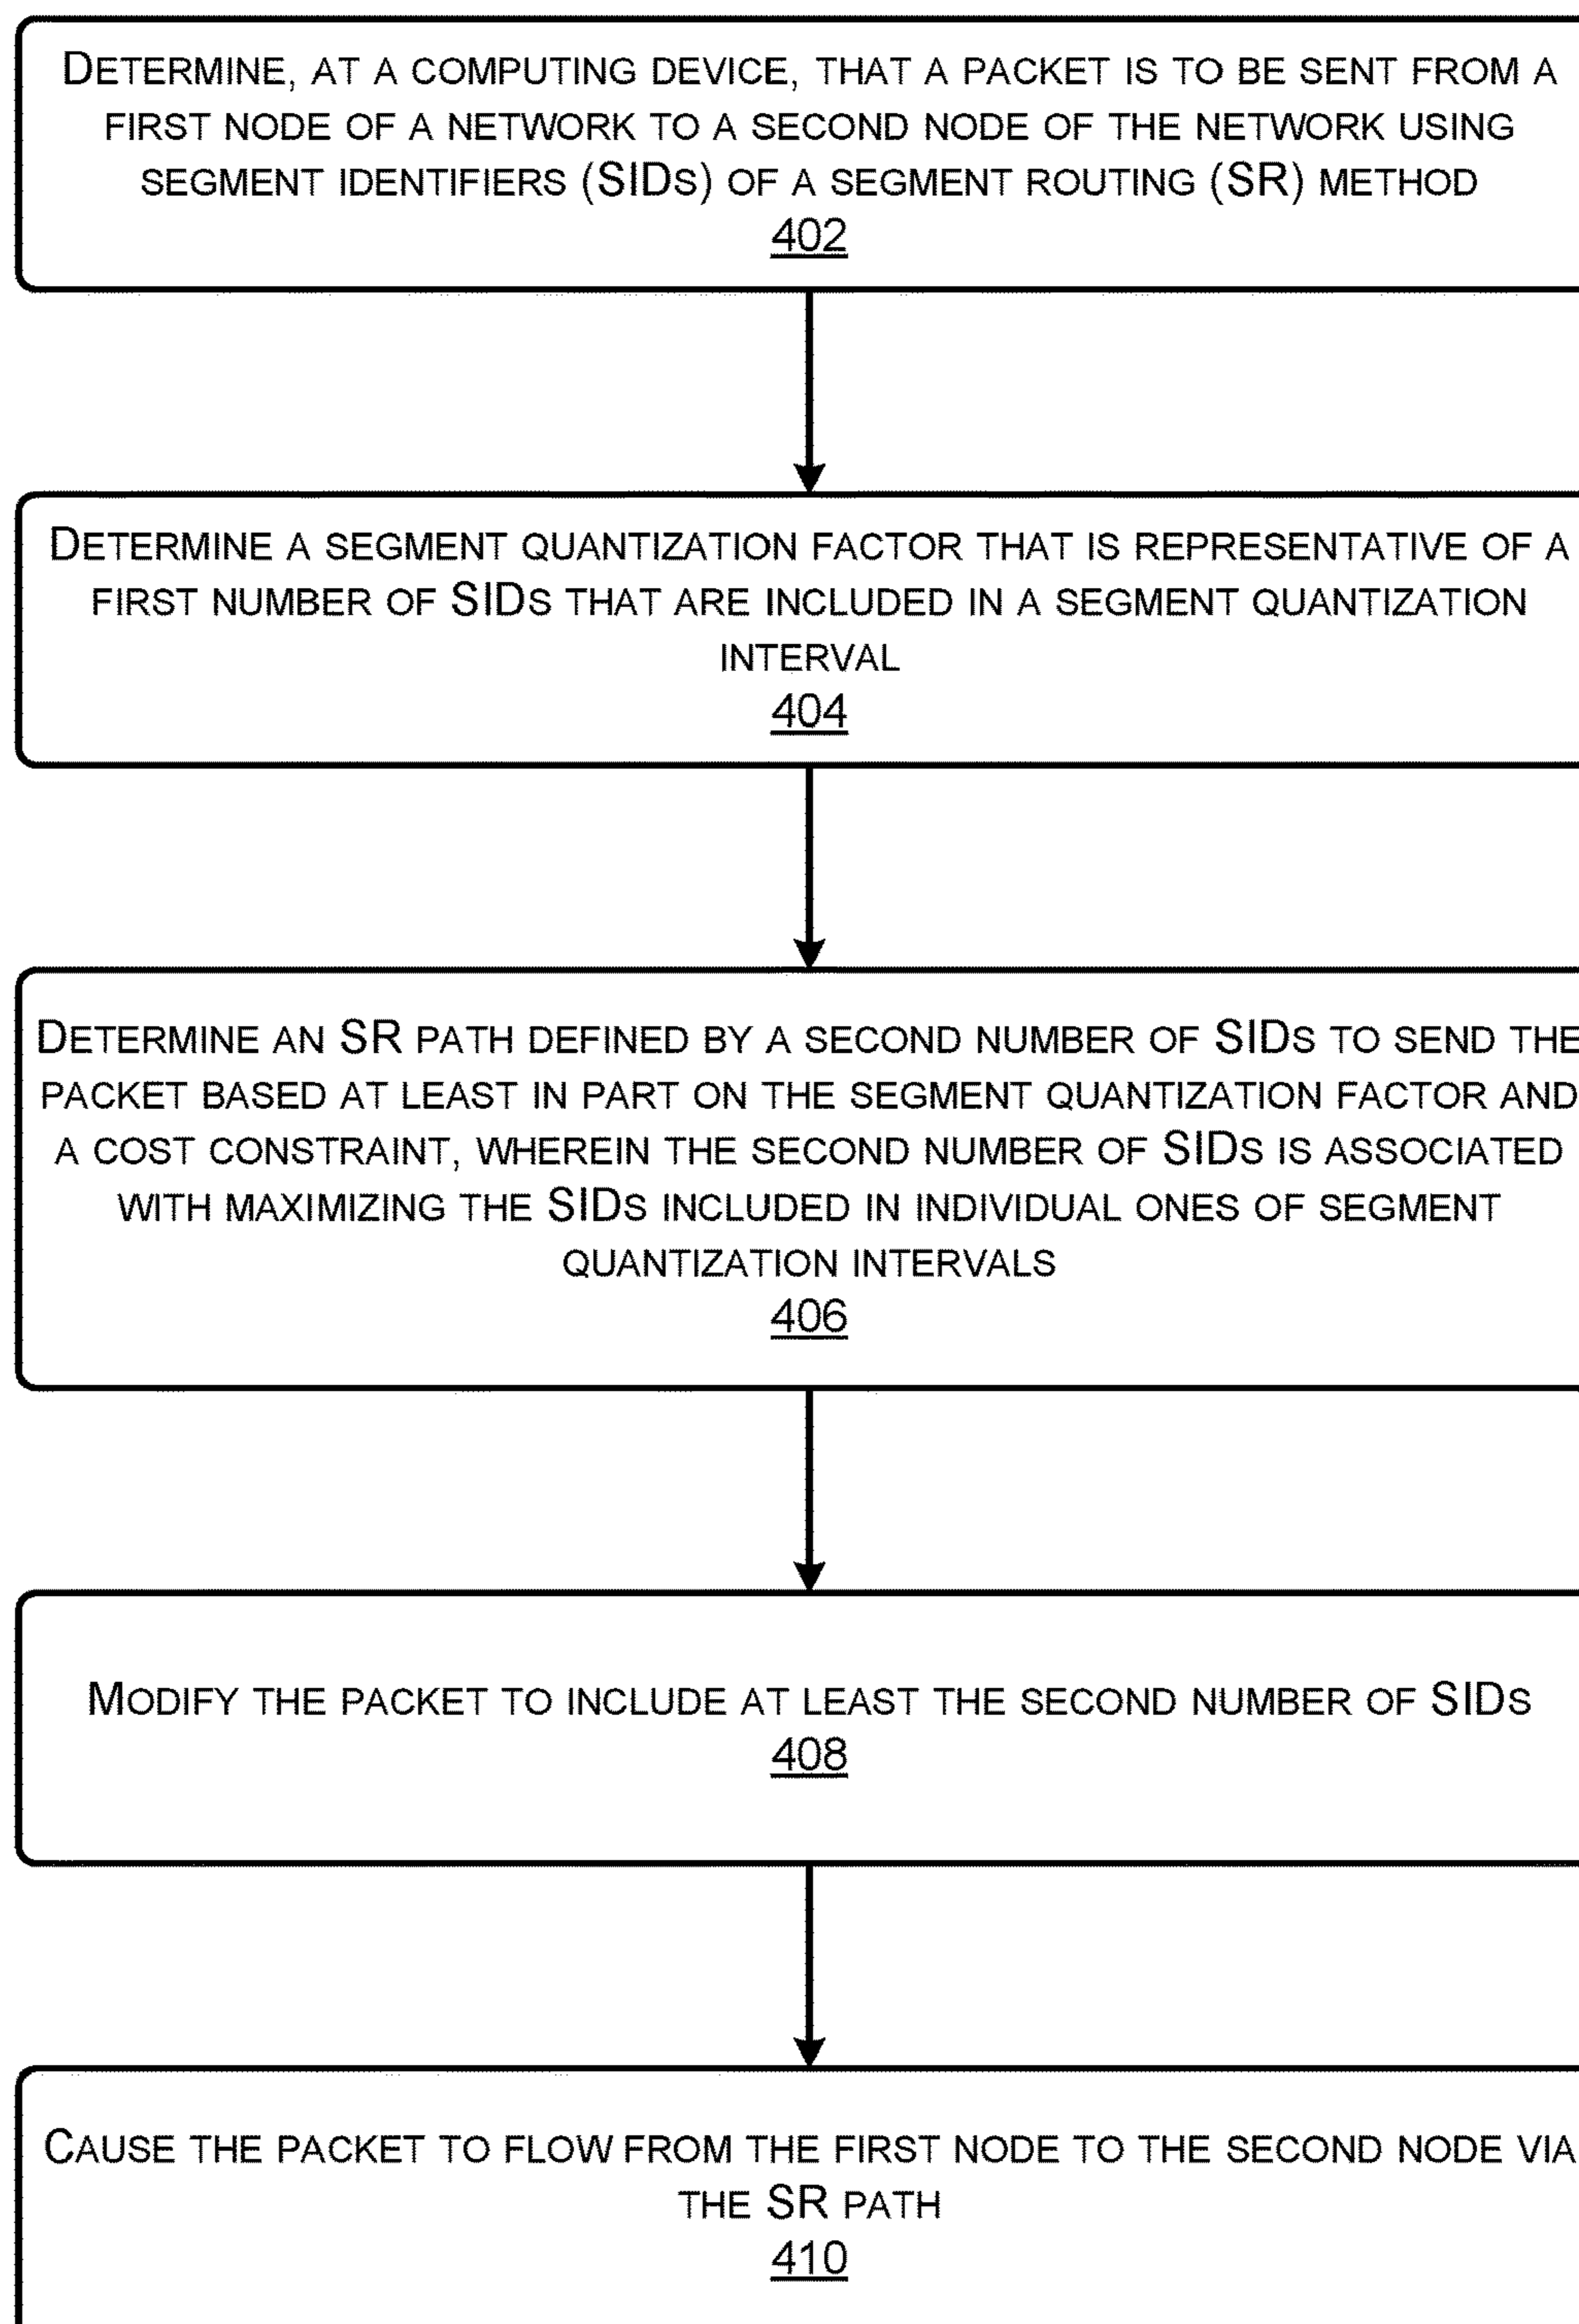 DETERMINE, AT A COMPUTING DEVICE, THAT A PACKET IS TO BE SENT FROM A
FIRST NODE OF A NETWORK TO A SECOND NODE OF THE NETWORK USING
SEGMENT IDENTIFIERS (SIDS) OF A SEGMENT ROUTING (SR) METHOD
402
DETERMINE A SEGMENT QUANTIZATION FACTOR THAT IS REPRESENTATIVE OF A
FIRST NUMBER OF SIDS THAT ARE INCLUDED IN A SEGMENT QUANTIZATION
INTERVAL
404
DETERMINE AN SR PATH DEFINED BY A SECOND NUMBER OF SIDS TO SEND THE
PACKET BASED AT LEAST IN PART ON THE SEGMENT QUANTIZATION FACTOR AND
A COST CONSTRAINT, WHEREIN THE SECOND NUMBER OF SIDS IS ASSOCIATED
WITH MAXIMIZING THE SIDS INCLUDED IN INDIVIDUAL ONES OF SEGMENT
QUANTIZATION INTERVALS
406
MODIFY THE PACKET TO INCLUDE AT LEAST THE SECOND NUMBER OF SIDS
408
CAUSE THE PACKET TO FLOW FROM THE FIRST NODE TO THE SECOND NODE VIA
THE SR PATH
410